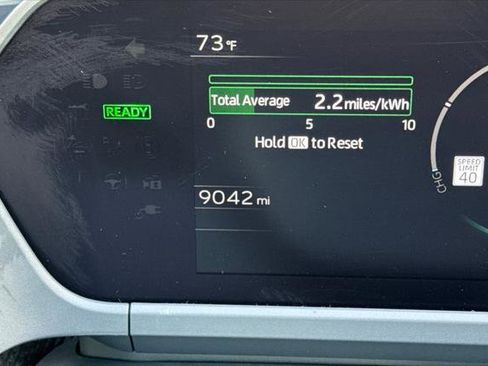 73°F
Total Average 2.2 miles/kWh
0 5 10
Hold OK to Reset
READY
9042 mi
CHG
SPEED
LIMIT
40